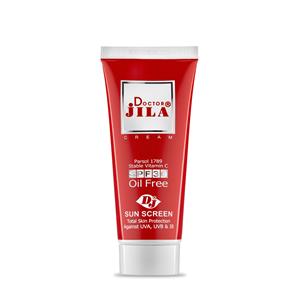 DOCTOR
JILA®
CREAM
Parsol 1789
Stable Vitamin C
SPF30
Oil Free
DJ
SUN SCREEN
Total Skin Protection
Against UVA, UVB & IR